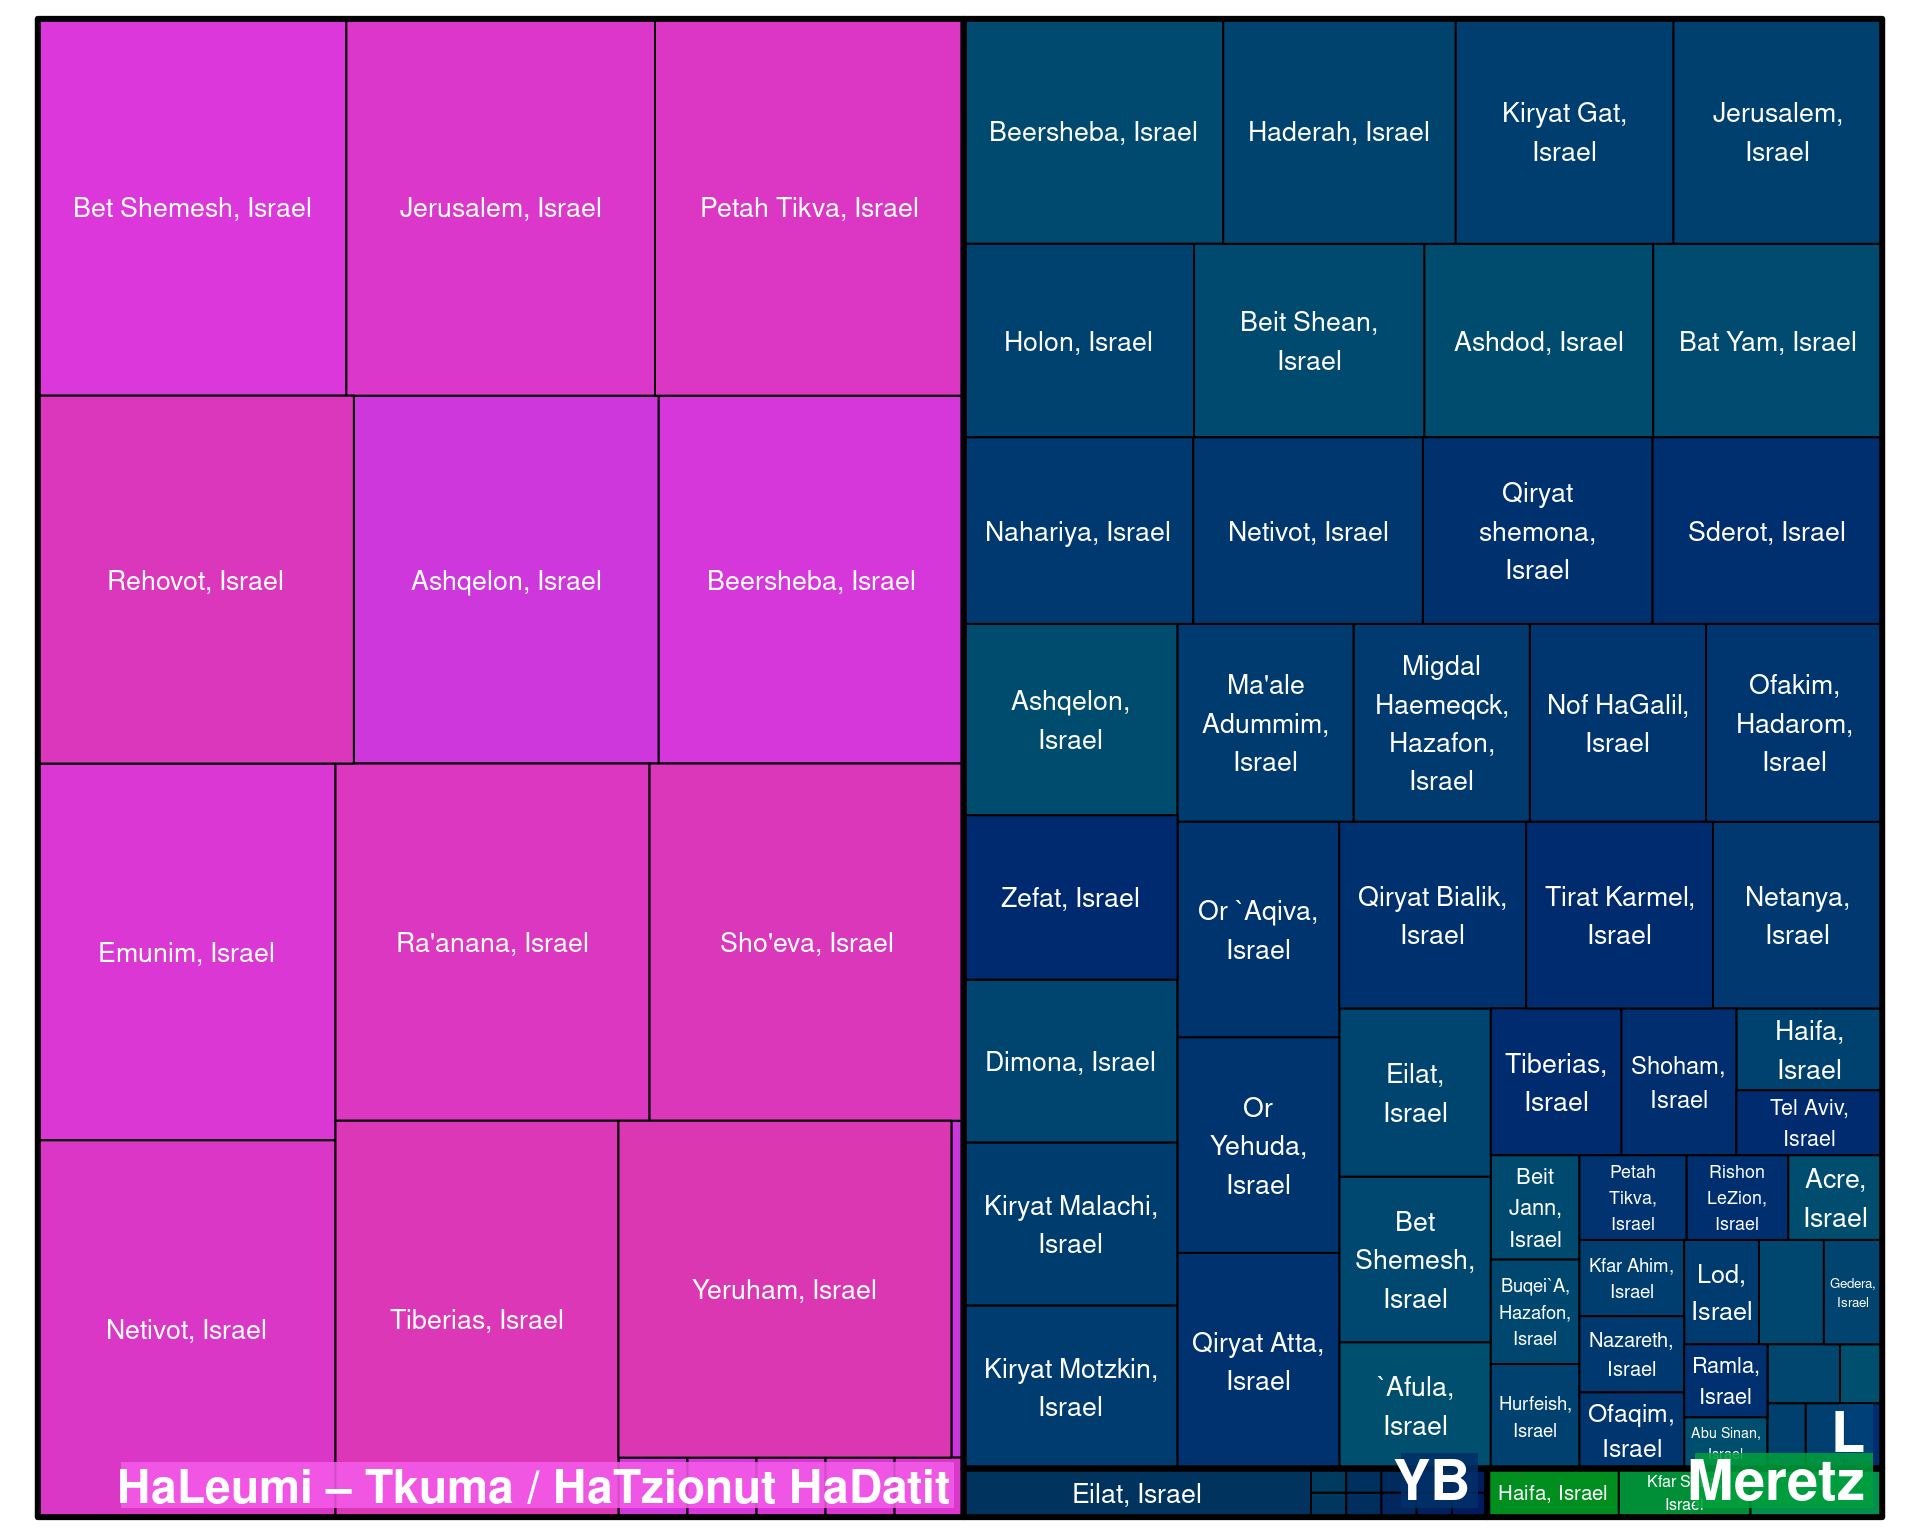 Bet Shemesh, Israel
Jerusalem, Israel
Petah Tikva, Israel
Rehovot, Israel
Ashqelon, Israel
Beersheba, Israel
Emunim, Israel
Ra'anana, Israel
Sho'eva, Israel
Netivot, Israel
Tiberias, Israel
Yeruham, Israel
HaLeumi – Tkuma / HaTzionut HaDatit
Beersheba, Israel
Haderah, Israel
Kiryat Gat,
Israel
Jerusalem,
Israel
Holon, Israel
Beit Shean,
Israel
Ashdod, Israel
Bat Yam, Israel
Nahariya, Israel
Netivot, Israel
Qiryat
shemona,
Israel
Sderot, Israel
Ashqelon,
Israel
Ma'ale
Adummim,
Israel
Migdal
Haemeqck,
Hazafon,
Israel
Nof HaGalil,
Israel
Ofakim,
Hadarom,
Israel
Zefat, Israel
Or `Aqiva,
Israel
Qiryat Bialik,
Israel
Tirat Karmel,
Israel
Netanya,
Israel
Dimona, Israel
Or
Yehuda,
Israel
Eilat,
Israel
Tiberias,
Israel
Shoham,
Israel
Haifa,
Israel
Tel Aviv,
Israel
Kiryat Malachi,
Israel
Bet
Shemesh,
Israel
Beit
Jann,
Israel
Petah
Tikva,
Israel
Rishon
LeZion,
Israel
Acre,
Israel
Kiryat Motzkin,
Israel
Qiryat Atta,
Israel
`Afula,
Israel
Buqei`A,
Hazafon,
Israel
Kfar Ahim,
Israel
Lod,
Israel
Gedera,
Israel
Nazareth,
Israel
Ramla,
Israel
Hurfeish,
Israel
Ofaqim,
Israel
Abu Sinan,
Israel
L
Eilat, Israel
YB
Haifa, Israel
Kfar
Israel
Meretz